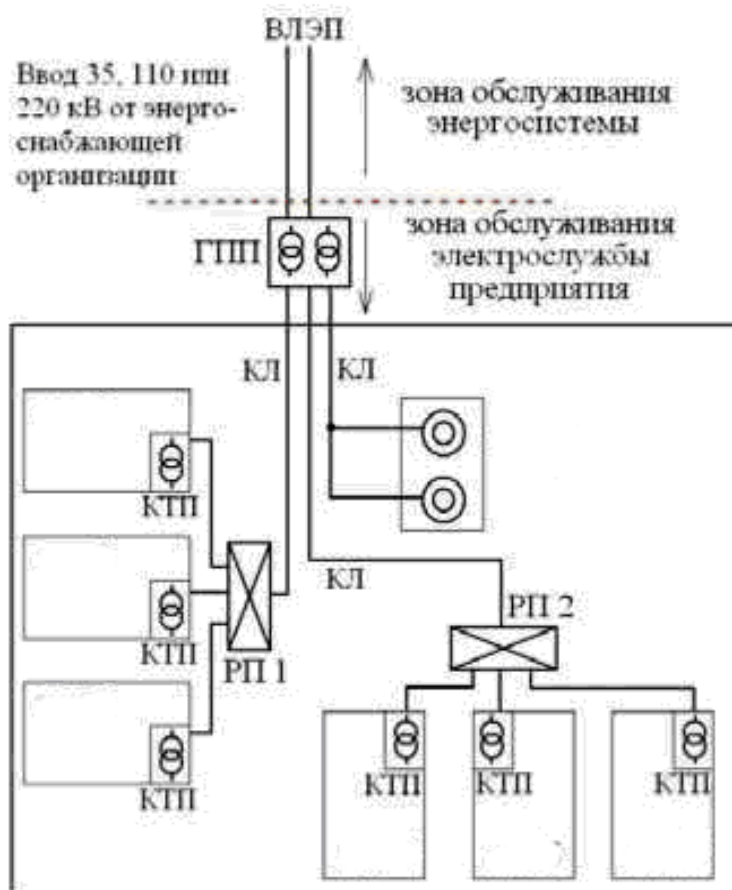 ВЛЭП
Ввод 35, 110 или
220 кВ от энерго-
снабжающей
организации
зона обслуживания
энергосистемы
ГПП
зона обслуживания
электрослужбы
предприятия
КЛ
КЛ
КТП
КЛ
РП 2
КТП
РП 1
КТП
КТП
КТП
КТП